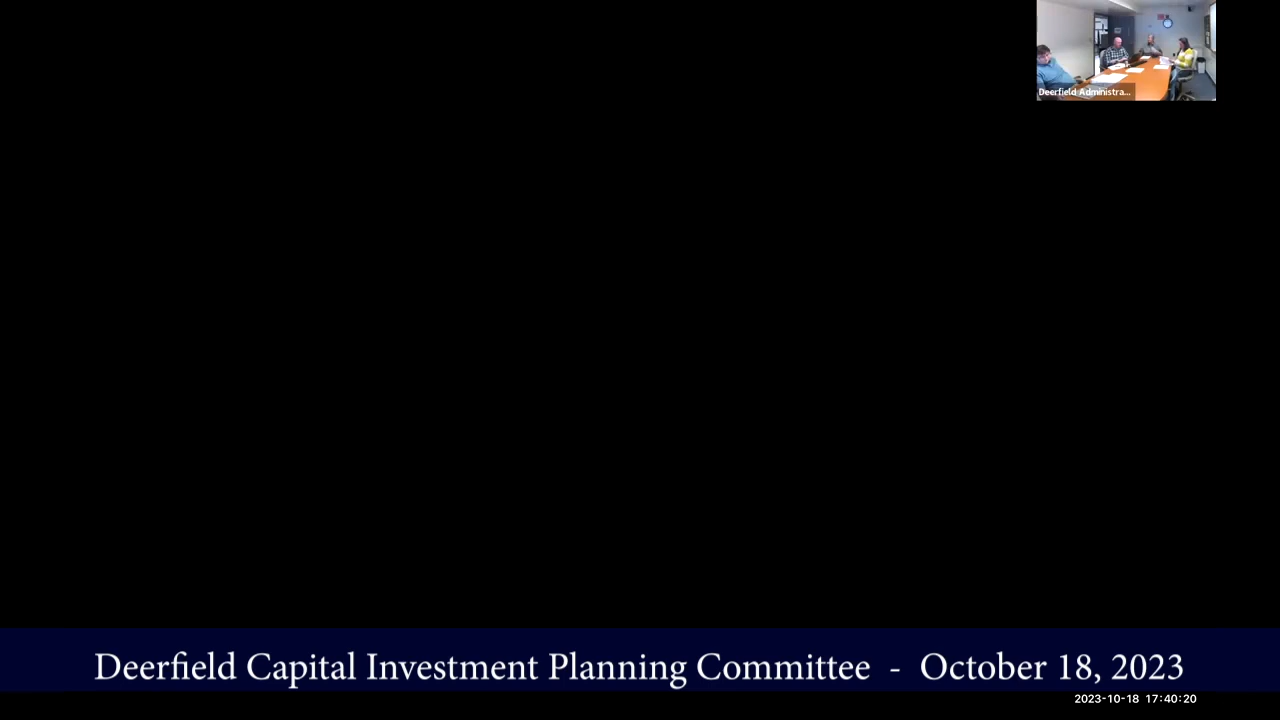 Deerfield Administra...
Deerfield Capital Investment Planning Committee - October 18, 2023
2023-10-18 17:40:20